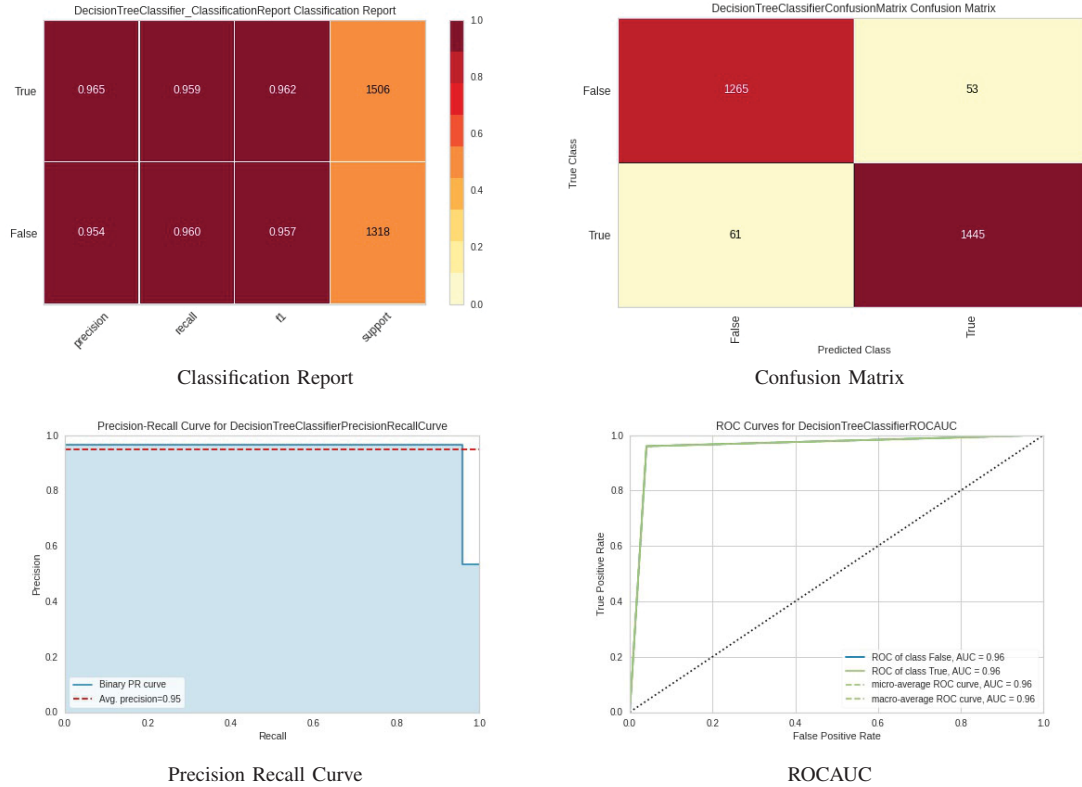 DecisionTreeClassifier_ClassificationReport Classification Report
1.0
True
0.965
0.959
0.962
1506
0.8
0.6
False
0.954
0.960
0.957
1318
0.4
0.2
0.0
precision
recall
f1
support
Classification Report
DecisionTreeClassifierConfusionMatrix Confusion Matrix
False
1265
53
True Class
True
61
1445
False
True
Predicted Class
Confusion Matrix
Precision-Recall Curve for DecisionTreeClassifierPrecisionRecallCurve
1.0
0.8
0.6
Precision
0.4
0.2
Binary PR curve
Avg. precision=0.95
0.0
0.0 0.2 0.4 0.6 0.8 1.0
Recall
Precision Recall Curve
ROC Curves for DecisionTreeClassifierROCAUC
1.0
0.8
0.6
True Positive Rate
0.4
0.2
ROC of class False, AUC = 0.96
ROC of class True, AUC = 0.96
micro-average ROC curve, AUC = 0.96
macro-average ROC curve, AUC = 0.96
0.0
0.0 0.2 0.4 0.6 0.8 1.0
False Positive Rate
ROCAUC